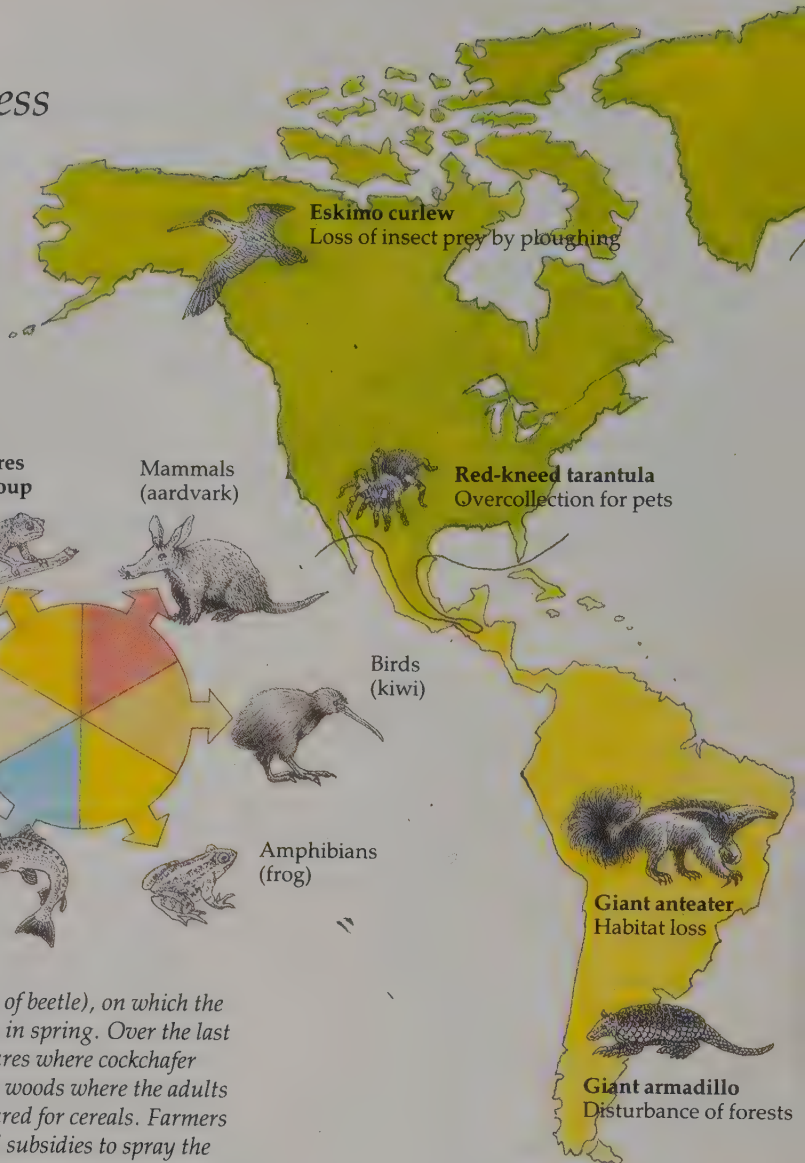 ess
Eskimo curlew
Loss of insect prey by ploughing
res
oup
Mammals
(aardvark)
Red-kneed tarantula
Overcollection for pets
Birds
(kiwi)
Amphibians
(frog)
Giant anteater
Habitat loss
Giant armadillo
Disturbance of forests
of beetle), on which the
in spring. Over the last
res where cockchafer
woods where the adults
red for cereals. Farmers
subsidies to spray the